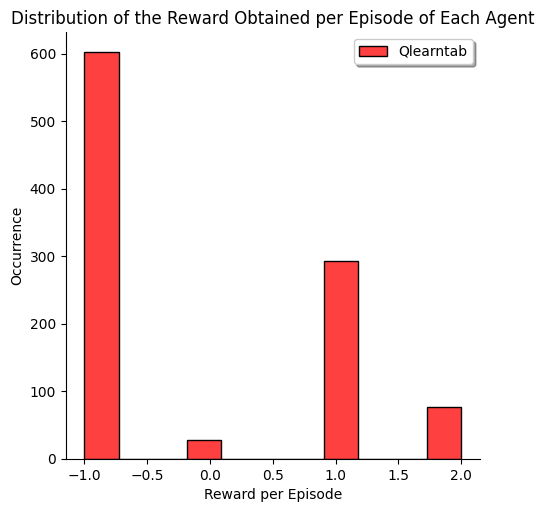 Distribution of the Reward Obtained per Episode of Each Agent
Qlearntab
600
500
400
300
200
100
0
Occurrence
−1.0 −0.5 0.0 0.5 1.0 1.5 2.0
Reward per Episode